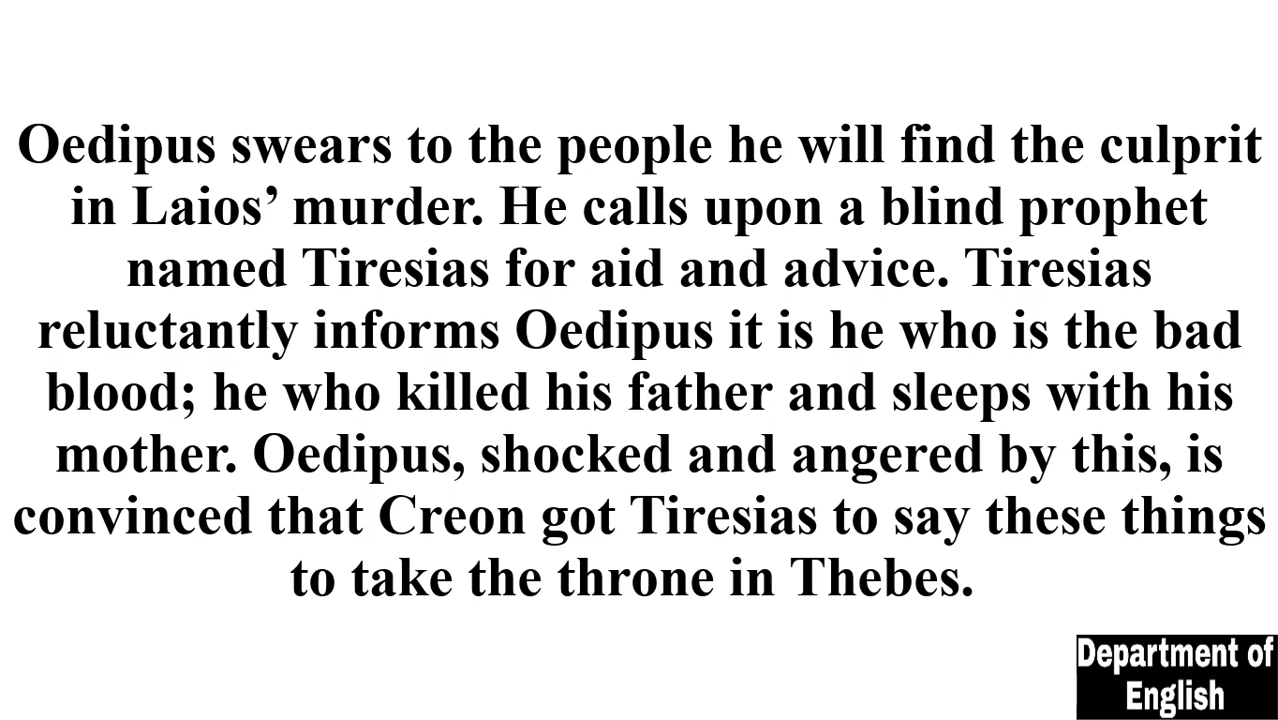 Oedipus swears to the people he will find the culprit
in Laios’ murder. He calls upon a blind prophet
named Tiresias for aid and advice. Tiresias
reluctantly informs Oedipus it is he who is the bad
blood; he who killed his father and sleeps with his
mother. Oedipus, shocked and angered by this, is
convinced that Creon got Tiresias to say these things
to take the throne in Thebes.
Department of
English